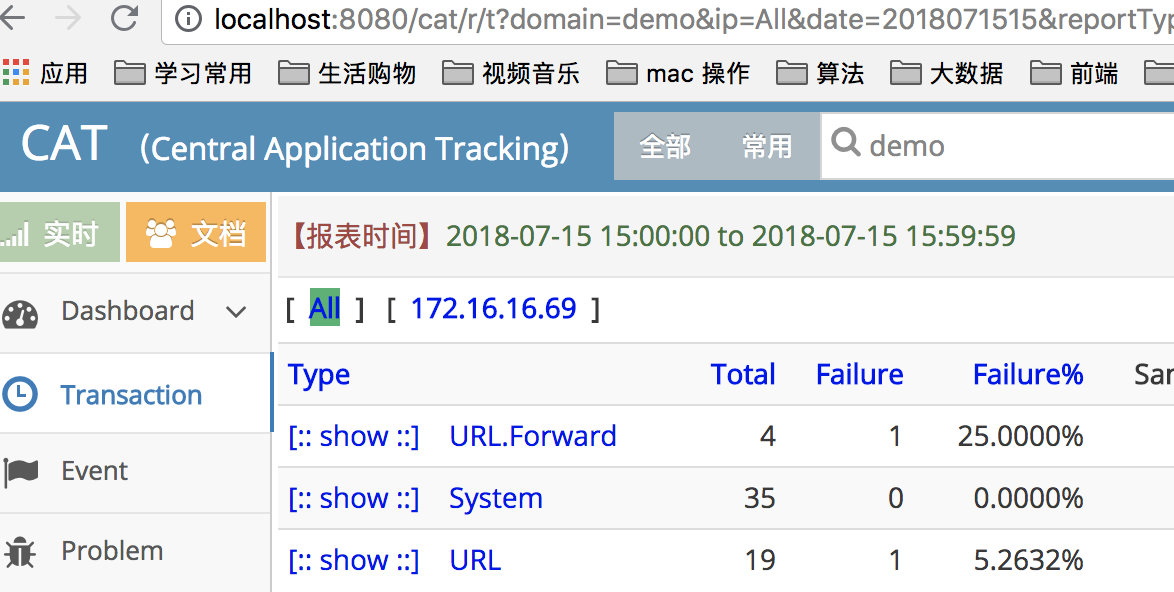 localhost:8080/cat/r/t?domain=demo&ip=All&date=2018071515&reportTyp
应用 学习常用 生活购物 视频音乐 mac 操作 算法 大数据 前端
CAT (Central Application Tracking) 全部 常用 demo
实时 文档 【报表时间】2018-07-15 15:00:00 to 2018-07-15 15:59:59
Dashboard [ All ] [ 172.16.16.69 ]
Type Total Failure Failure% Sam
Transaction
[:: show ::] URL.Forward 4 1 25.0000%
Event
[:: show ::] System 35 0 0.0000%
Problem
[:: show ::] URL 19 1 5.2632%